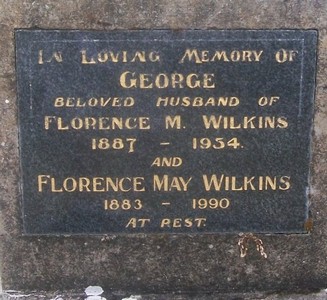 In Loving Memory Of
GEORGE
BELOVED HUSBAND OF
FLORENCE M. WILKINS
1887 - 1954.
AND
FLORENCE MAY WILKINS
1883 - 1990
AT REST.